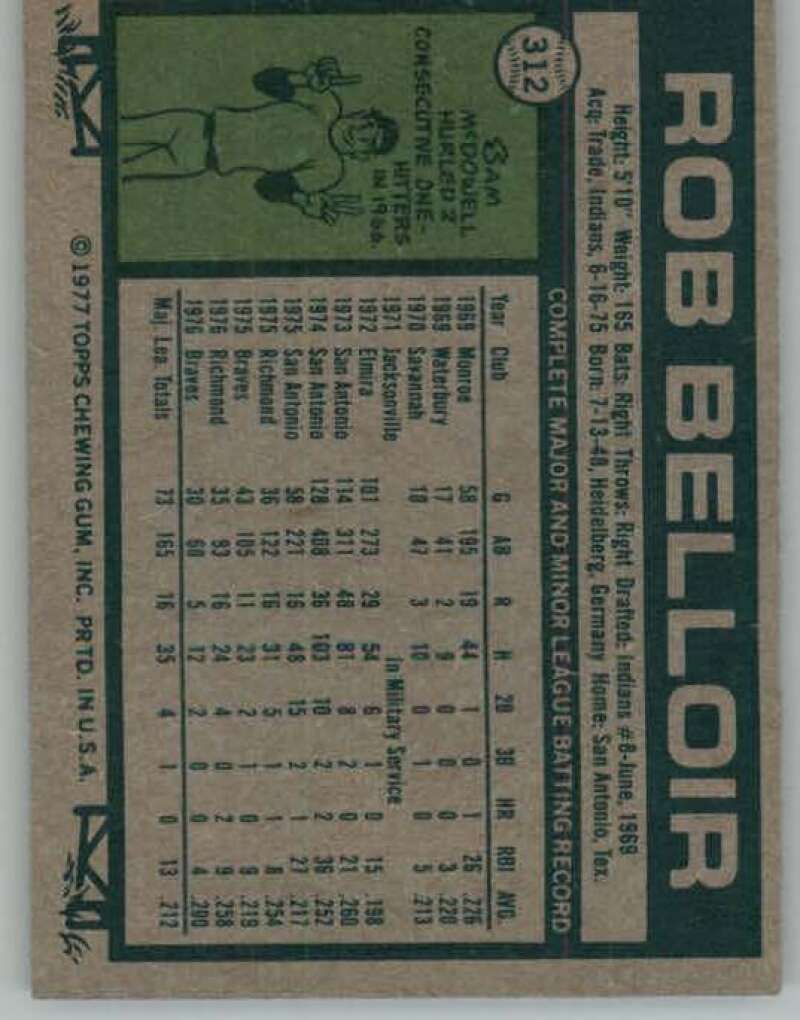 312
ROB BELLOIR
Height: 5'10" Weight: 165 Bats: Right Throws: Right Drafted: Indians #8-June, 1969
Acq: Trade, Indians, 6-16-75 Born: 7-13-48, Heidelberg, Germany Home: San Antonio, Tex.
COMPLETE MAJOR AND MINOR LEAGUE BATTING RECORD
SAM
McDOWELL
HURLED 2
CONSECUTIVE ONE-
HITTERS
IN 1966.
Year Club G AB R H 2B 3B HR RBI AVG.
1969 Monroe 58 195 19 44 1 0 1 26 .226
1969 Waterbury 17 41 2 9 0 0 0 3 .220
1970 Savannah 18 47 3 10 0 1 0 5 .213
1971 Jacksonville In Military Service
1972 Elmira 101 273 29 54 6 1 0 15 .198
1973 San Antonio 114 311 48 81 8 2 0 21 .260
1974 San Antonio 128 408 36 103 10 2 2 36 .252
1975 San Antonio 58 221 16 48 15 2 1 27 .217
1975 Richmond 36 122 16 31 5 1 1 8 .254
1975 Braves 43 105 11 23 2 1 0 9 .219
1976 Richmond 35 93 16 24 4 0 2 9 .258
1976 Braves 30 60 5 12 2 0 0 4 .200
Maj. Lea. Totals 73 165 16 35 4 1 0 13 .212
© 1977 TOPPS CHEWING GUM, INC. PRTD. IN U.S.A.